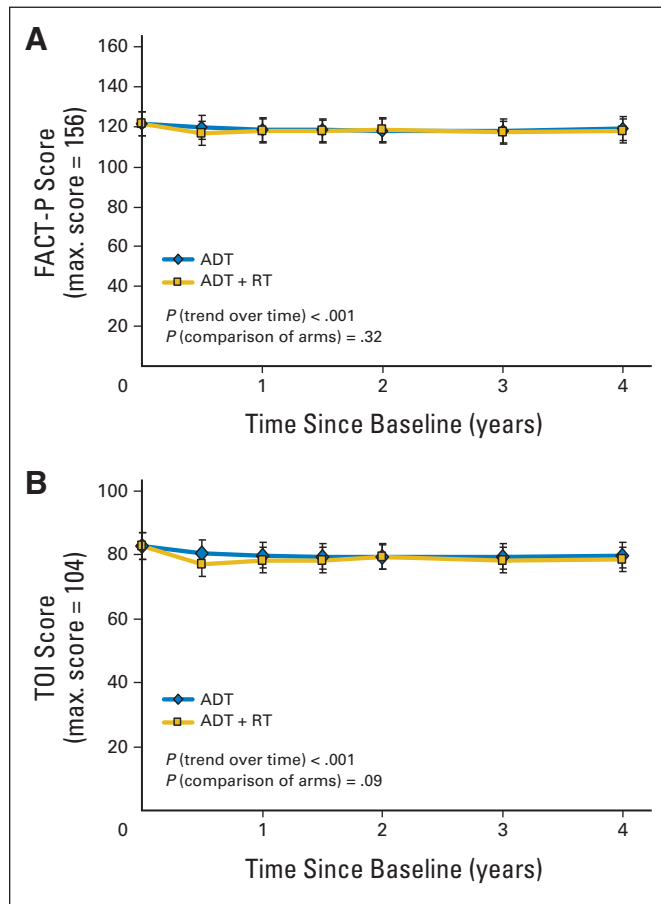 A
160
140
120
100
80
60
40
20
0
1
2
3
4
FACT-P Score
(max. score = 156)
ADT
ADT + RT
P (trend over time) < .001
P (comparison of arms) = .32
Time Since Baseline (years)
B
100
80
60
40
20
0
1
2
3
4
TOI Score
(max. score = 104)
ADT
ADT + RT
P (trend over time) < .001
P (comparison of arms) = .09
Time Since Baseline (years)